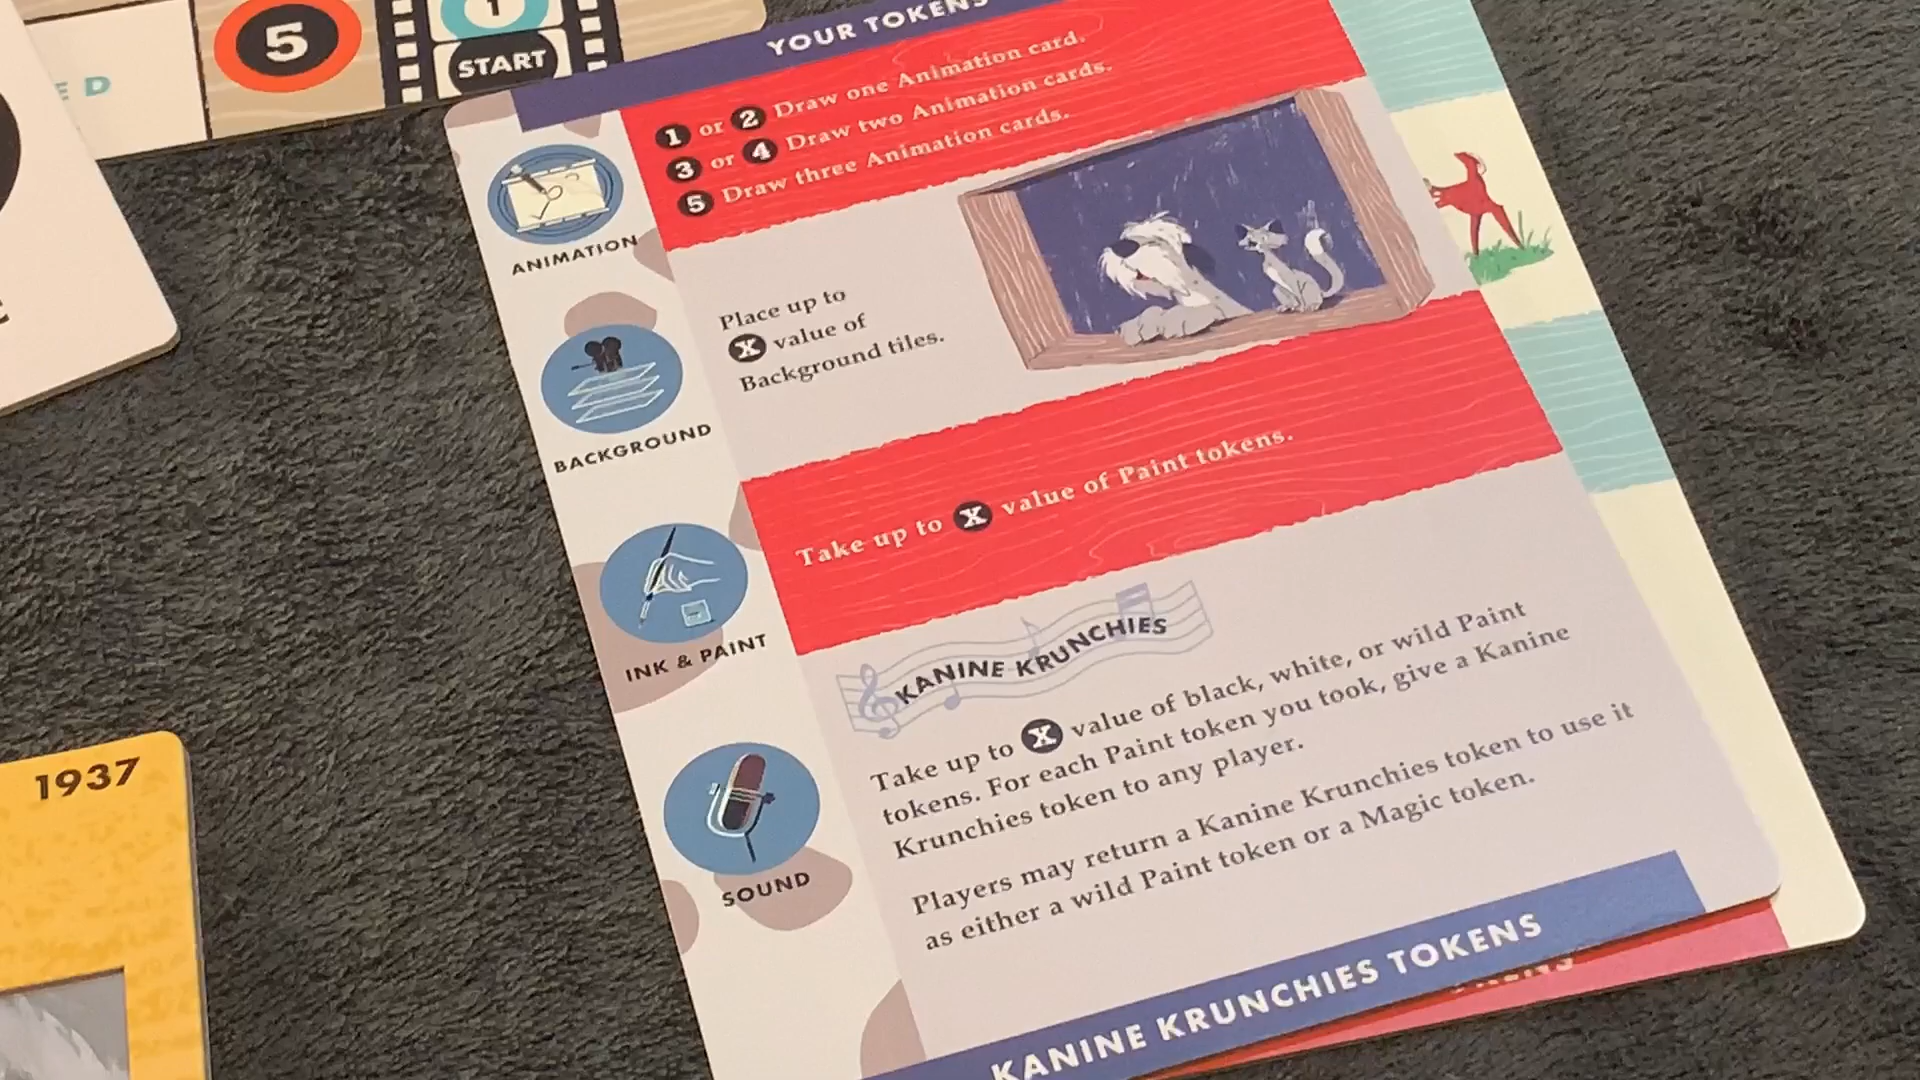 5
1
START
ED
YOUR TOKENS
1 or 2 Draw one Animation card.
3 or 4 Draw two Animation cards.
5 Draw three Animation cards.
ANIMATION
Place up to
X value of
Background tiles.
BACKGROUND
Take up to X value of Paint tokens.
INK & PAINT
KANINE KRUNCHIES
Take up to X value of black, white, or wild Paint
tokens. For each Paint token you took, give a Kanine
Krunchies token to any player.
Players may return a Kanine Krunchies token to use it
as either a wild Paint token or a Magic token.
SOUND
KANINE KRUNCHIES TOKENS
1937